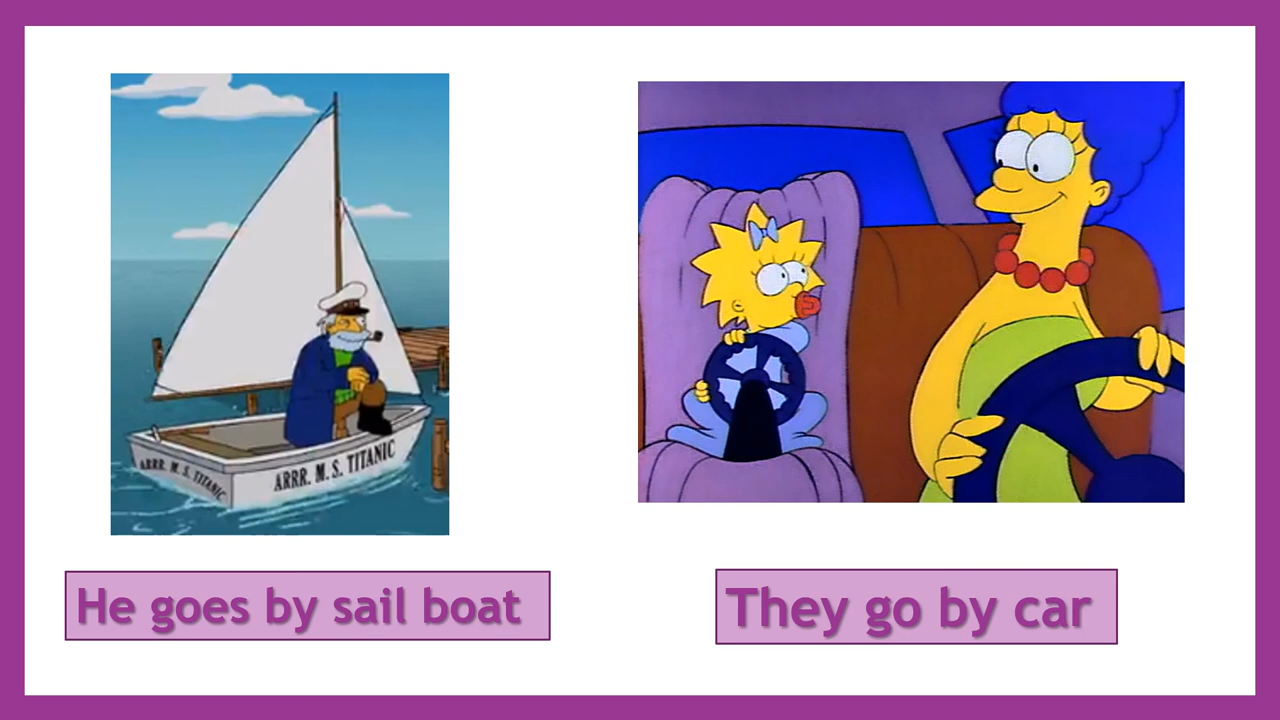 ARRR. M. S. TITANIC
ARRR. M. S. TITANIC
He goes by sail boat
They go by car